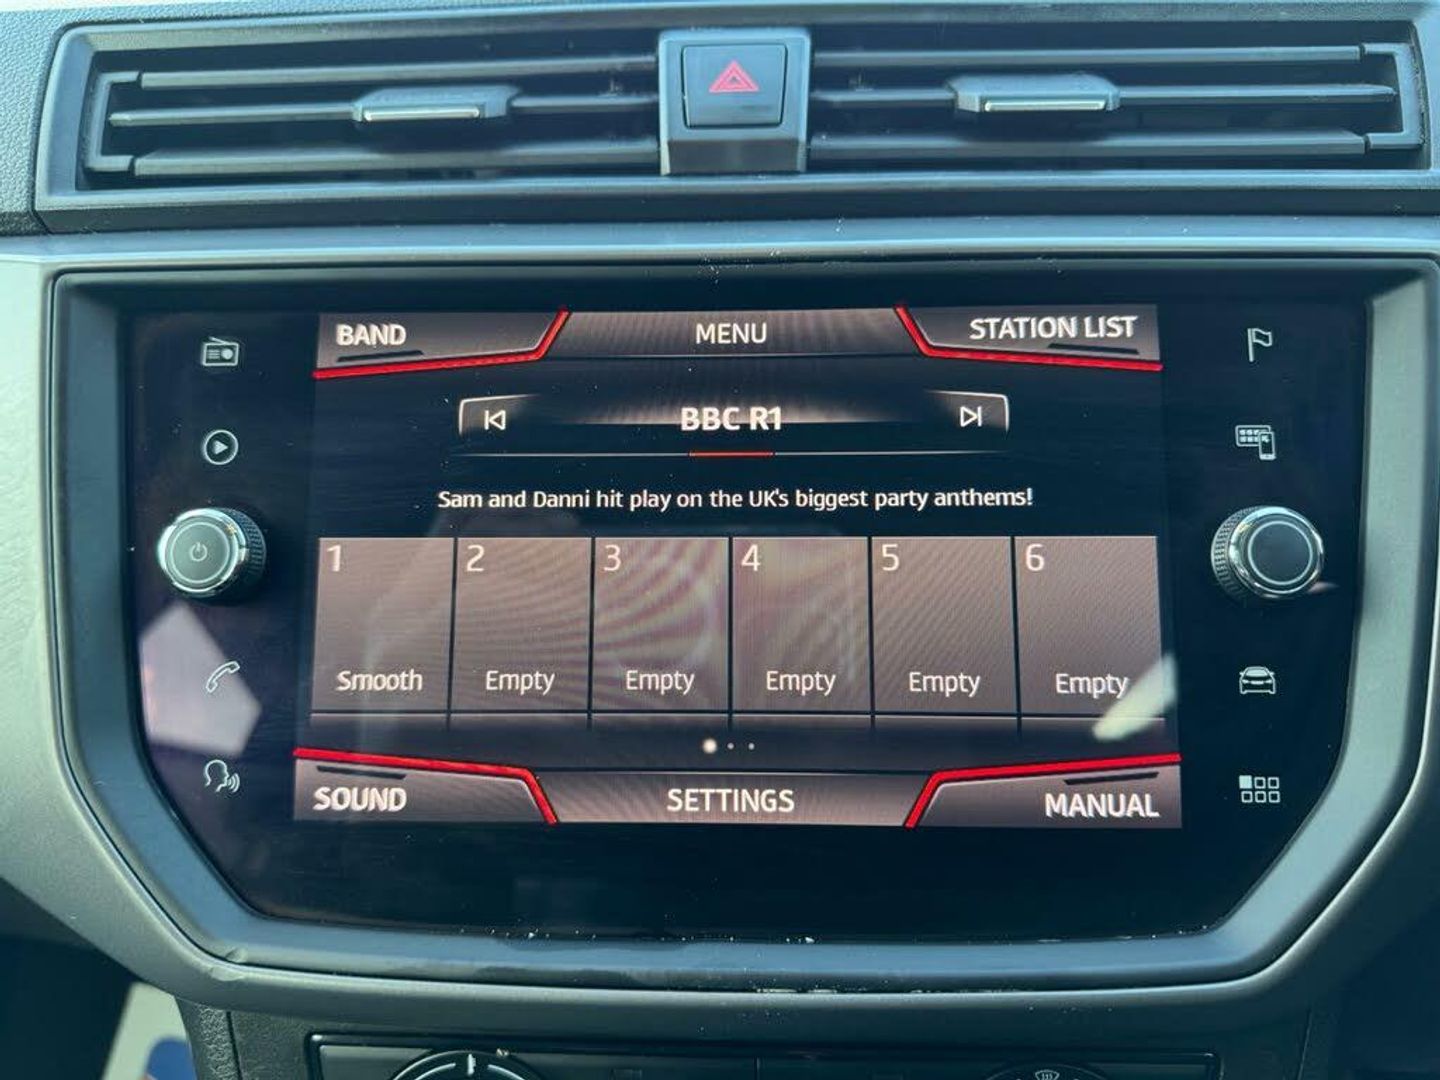 BAND MENU STATION LIST
BBC R1
Sam and Danni hit play on the UK's biggest party anthems!
1 2 3 4 5 6
Smooth Empty Empty Empty Empty Empty
SOUND SETTINGS MANUAL